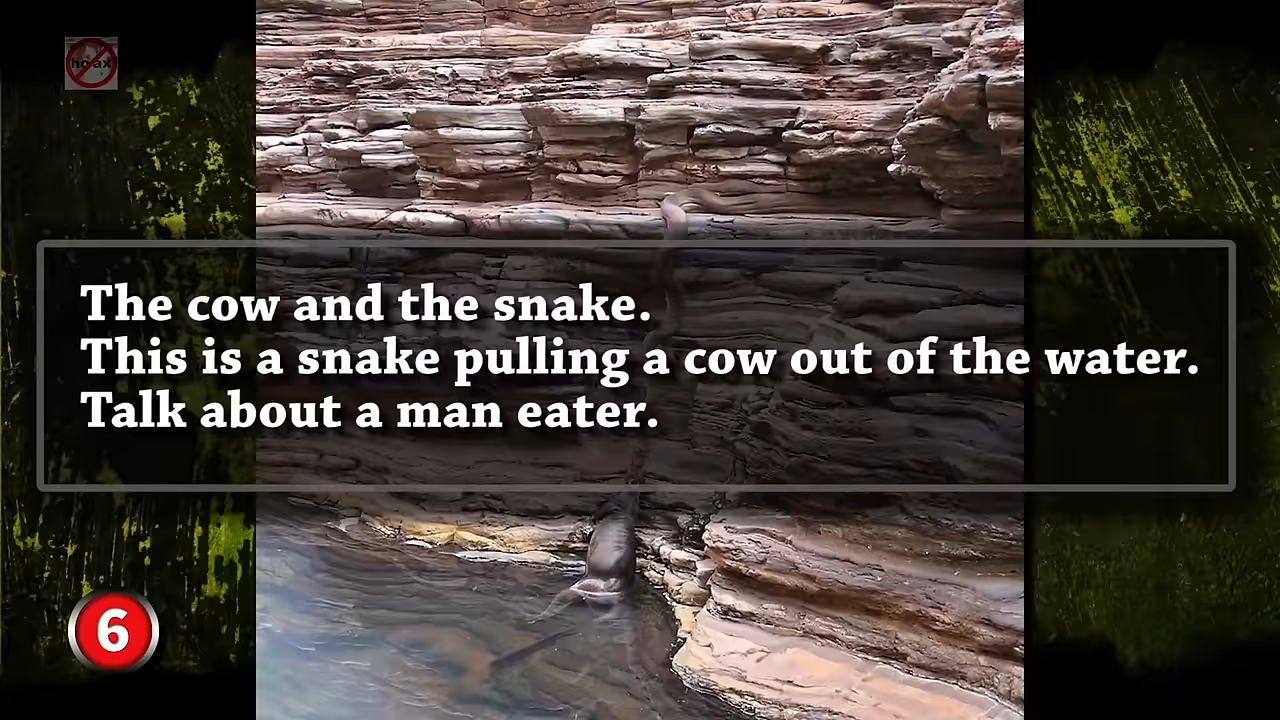 hoax
The cow and the snake.
This is a snake pulling a cow out of the water.
Talk about a man eater.
6